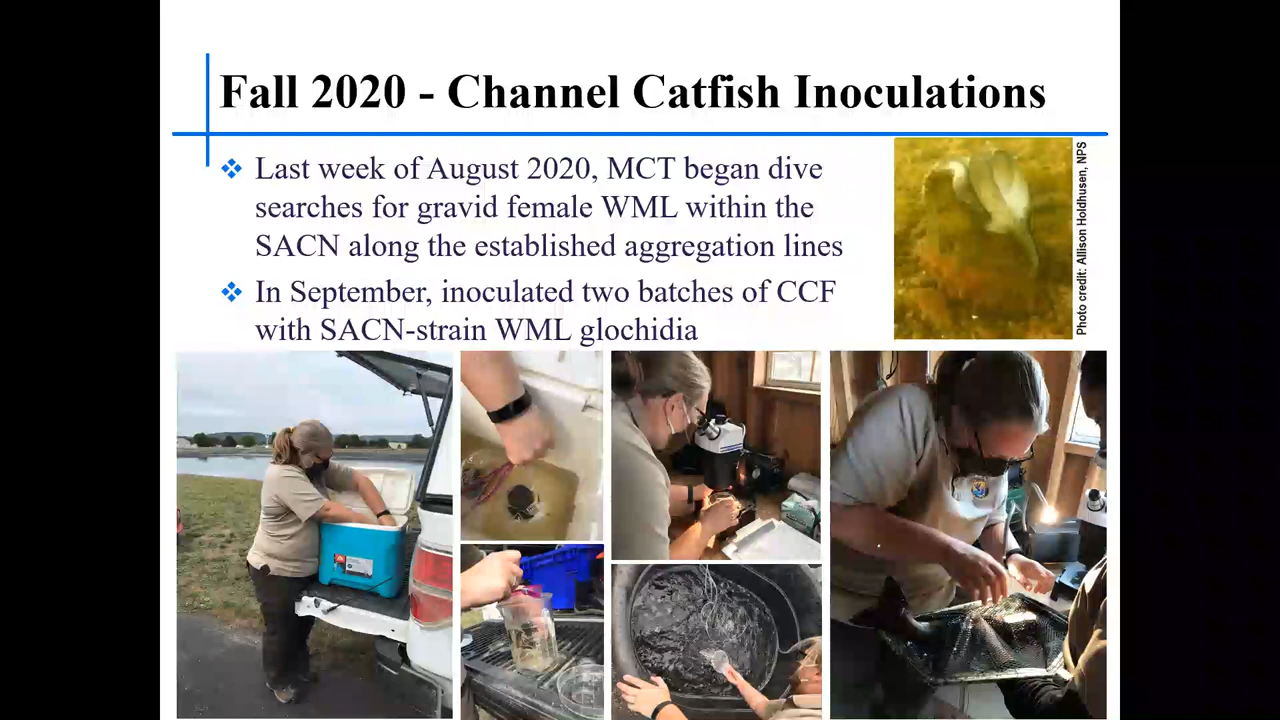 Fall 2020 - Channel Catfish Inoculations
Last week of August 2020, MCT began dive
searches for gravid female WML within the
SACN along the established aggregation lines
In September, inoculated two batches of CCF
with SACN-strain WML glochidia
Photo credit: Allison Holdhusen, NPS